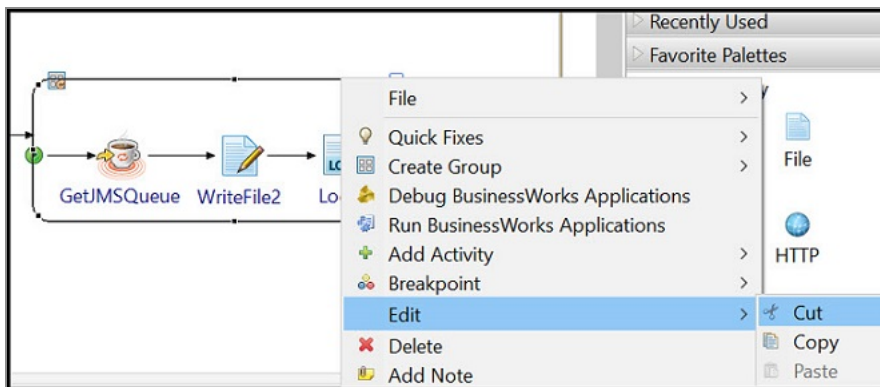 Recently Used
Favorite Palettes
File
Quick Fixes
Create Group
Debug BusinessWorks Applications
Run BusinessWorks Applications
Add Activity
Breakpoint
Edit
Delete
Add Note
Cut
Copy
Paste
GetJMSQueue
WriteFile2
Lo
File
HTTP